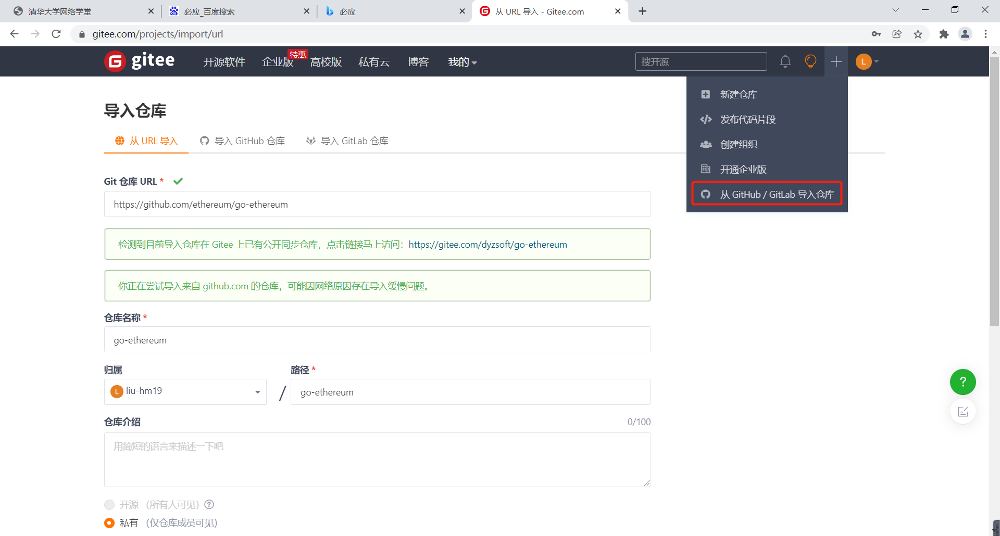 清华大学网络学堂
必应_百度搜索
必应
从 URL 导入 - Gitee.com
gitee.com/projects/import/url
gitee
开源软件
企业版
特惠
高校版
私有云
博客
我的
搜开源
L
新建仓库
发布代码片段
创建组织
开通企业版
从 GitHub / GitLab 导入仓库
导入仓库
从 URL 导入
导入 GitHub 仓库
导入 GitLab 仓库
Git 仓库 URL *
https://github.com/ethereum/go-ethereum
检测到目前导入仓库在 Gitee 上已有公开同步仓库，点击链接马上访问：https://gitee.com/dyzsoft/go-ethereum
你正在尝试导入来自 github.com 的仓库，可能因网络原因存在导入缓慢问题。
仓库名称 *
go-ethereum
归属
路径 *
L liu-hm19
/
go-ethereum
仓库介绍
0/100
用简短的语言来描述一下吧
开源 (所有人可见) ?
私有 (仅仓库成员可见)
?